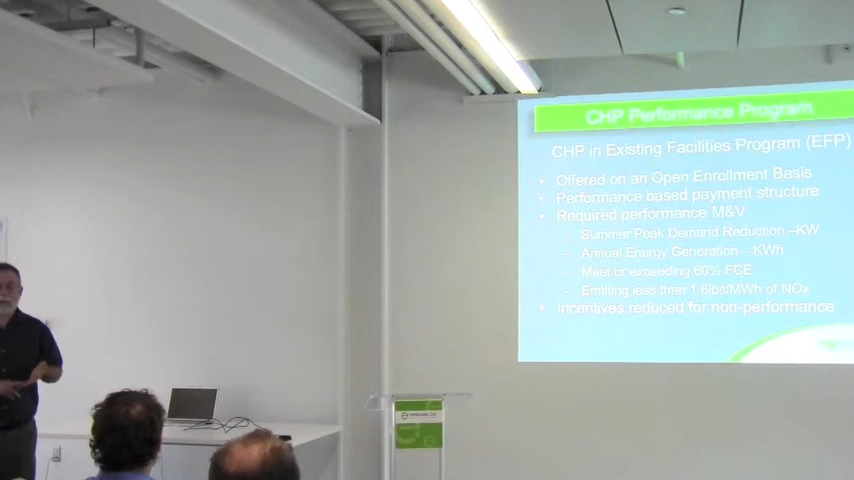 CHP Performance Program
CHP in Existing Facilities Program (EFP)
• Offered on an Open Enrollment Basis
• Performance based payment structure
• Required performance M&V
– Summer Peak Demand Reduction –KW
– Annual Energy Generation – KWh
– Meet or exceeding 60% FCE
– Emitting less than 1.6lbs/MWh of NOx
• Incentives reduced for non-performance